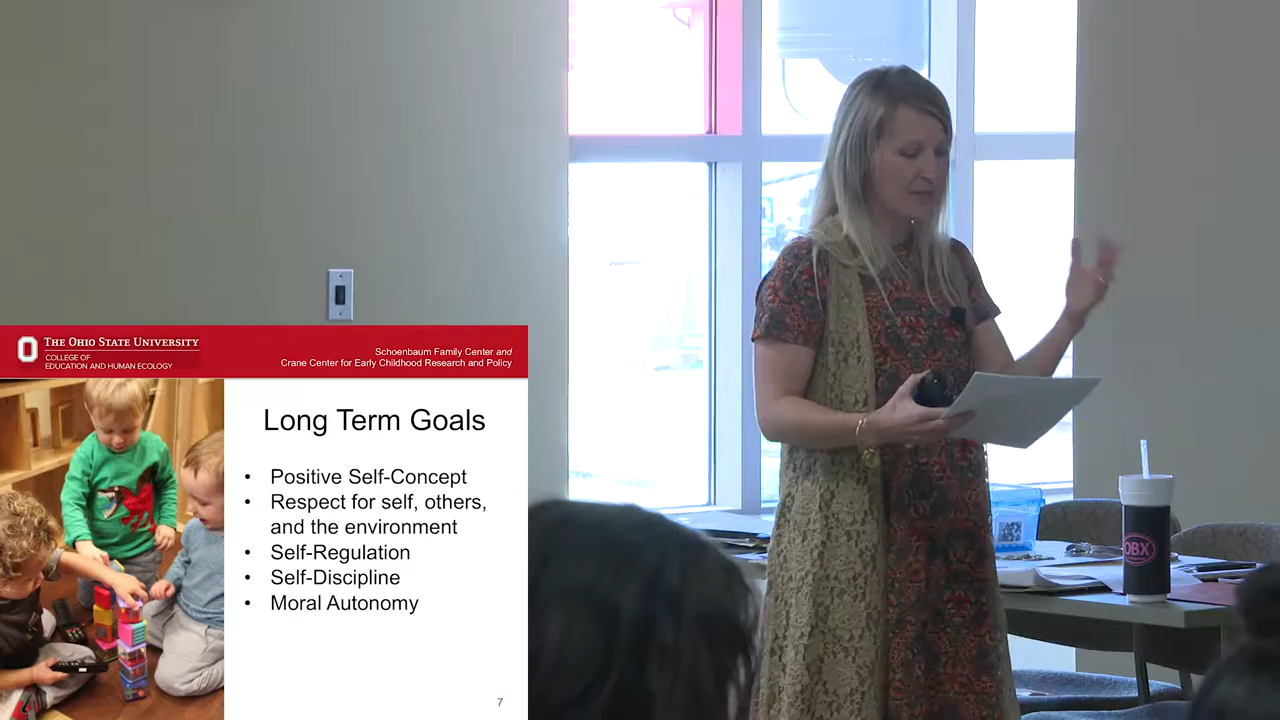 THE OHIO STATE UNIVERSITY
COLLEGE OF
EDUCATION AND HUMAN ECOLOGY
Schoenbaum Family Center and
Crane Center for Early Childhood Research and Policy
Long Term Goals
• Positive Self-Concept
• Respect for self, others,
and the environment
• Self-Regulation
• Self-Discipline
• Moral Autonomy
7
OBX